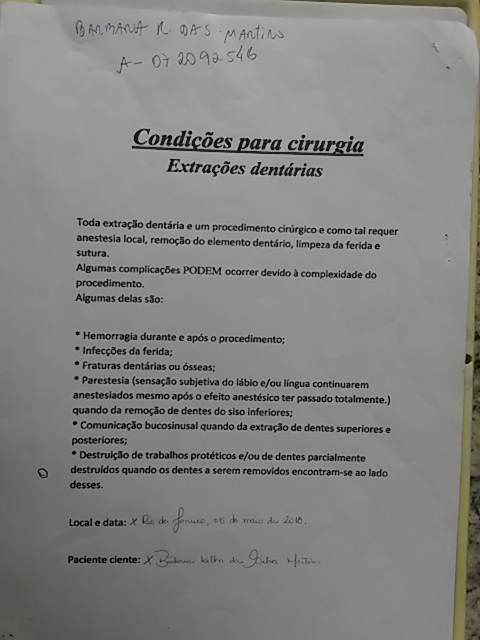 BARBARA K. DAS. MARTINS
A- 07 2092546
Condições para cirurgia
Extrações dentárias
Toda extração dentária e um procedimento cirúrgico e como tal requer
anestesia local, remoção do elemento dentário, limpeza da ferida e
sutura.
Algumas complicações PODEM ocorrer devido à complexidade do
procedimento.
Algumas delas são:
* Hemorragia durante e após o procedimento;
* Infecções da ferida;
* Fraturas dentárias ou ósseas;
* Parestesia (sensação subjetiva do lábio e/ou língua continuarem
anestesiados mesmo após o efeito anestésico ter passado totalmente.)
quando da remoção de dentes do siso inferiores;
* Comunicação bucosinusal quando da extração de dentes superiores e
posteriores;
* Destruição de trabalhos protéticos e/ou de dentes parcialmente
destruídos quando os dentes a serem removidos encontram-se ao lado
desses.
Local e data: x Rio de Janeiro, 08 de maio de 2018.
Paciente ciente: x da Martins